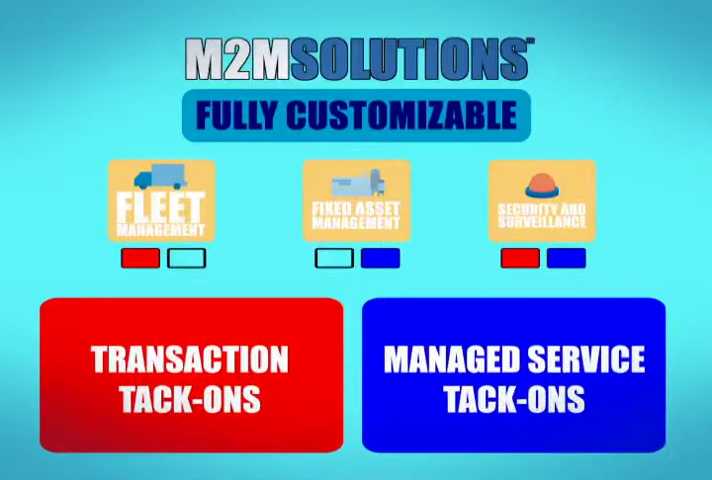 M2MSOLUTIONS
FULLY CUSTOMIZABLE
FLEET
MANAGEMENT
FIXED ASSET
MANAGEMENT
SECURITY AND
SURVEILLANCE
TRANSACTION
TACK-ONS
MANAGED SERVICE
TACK-ONS